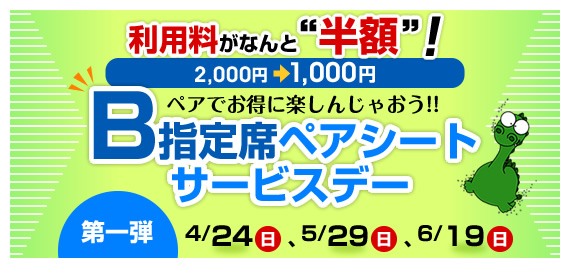 利用料がなんと“半額”!
2,000円➡1,000円
ペアでお得に楽しんじゃおう!!
B指定席ペアシート
サービスデー
第一弾
4/24日、5/29日、6/19日